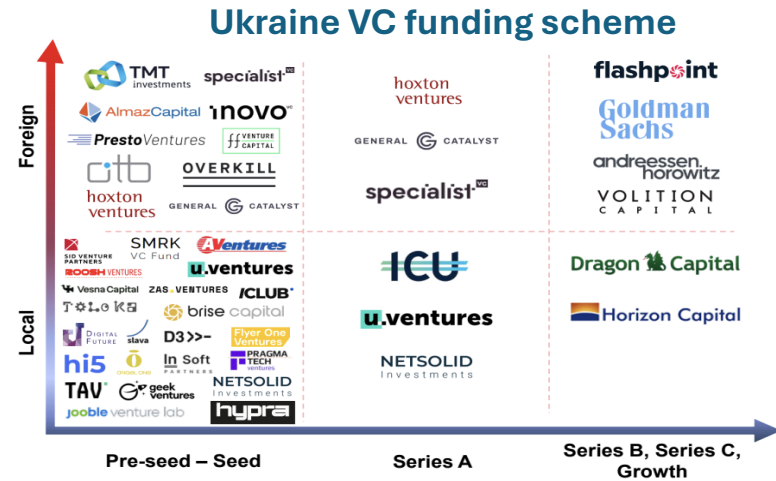 Ukraine VC funding scheme
Foreign
TMT
investments
specialist VC
AlmazCapital
inovo VC
PrestoVentures
ff VENTURE
CAPITAL
citb
OVERKILL
hoxton
ventures
GENERAL CATALYST
hoxton
ventures
GENERAL CATALYST
specialist VC
flashpoint
Goldman
Sachs
andreessen.
horowitz
VOLITION
CAPITAL
Local
SID VENTURE
PARTNERS
SMRK
VC Fund
AVentures
ROOSH VENTURES
u.ventures
Vesna Capital
ZAS.VENTURES
ICLUB
TOLOKA
brise capital
DIGITAL
FUTURE
slava
D3
Flyer One
Ventures
hi5
In Soft
PARTNERS
PRAGMA
TECH
ventures
TAV
geek
ventures
NETSOLID
Investments
jooble venture lab
hypra
ICU
u.ventures
NETSOLID
Investments
Dragon Capital
Horizon Capital
Pre-seed – Seed
Series A
Series B, Series C,
Growth